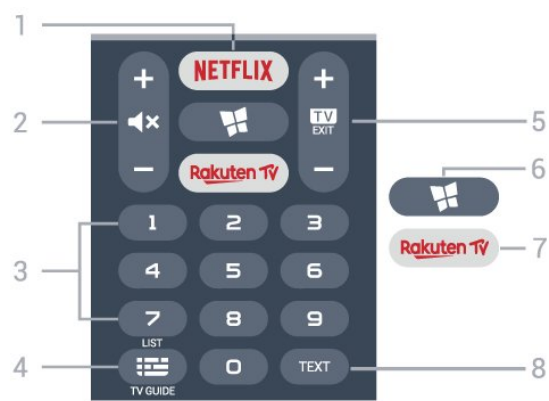 1
NETFLIX
+ +
2
TV
EXIT
5
6
− −
Rakuten TV
Rakuten TV
7
1 2 3
3
4 5 6
7 8 9
LIST
4
0
TEXT
8
TV GUIDE